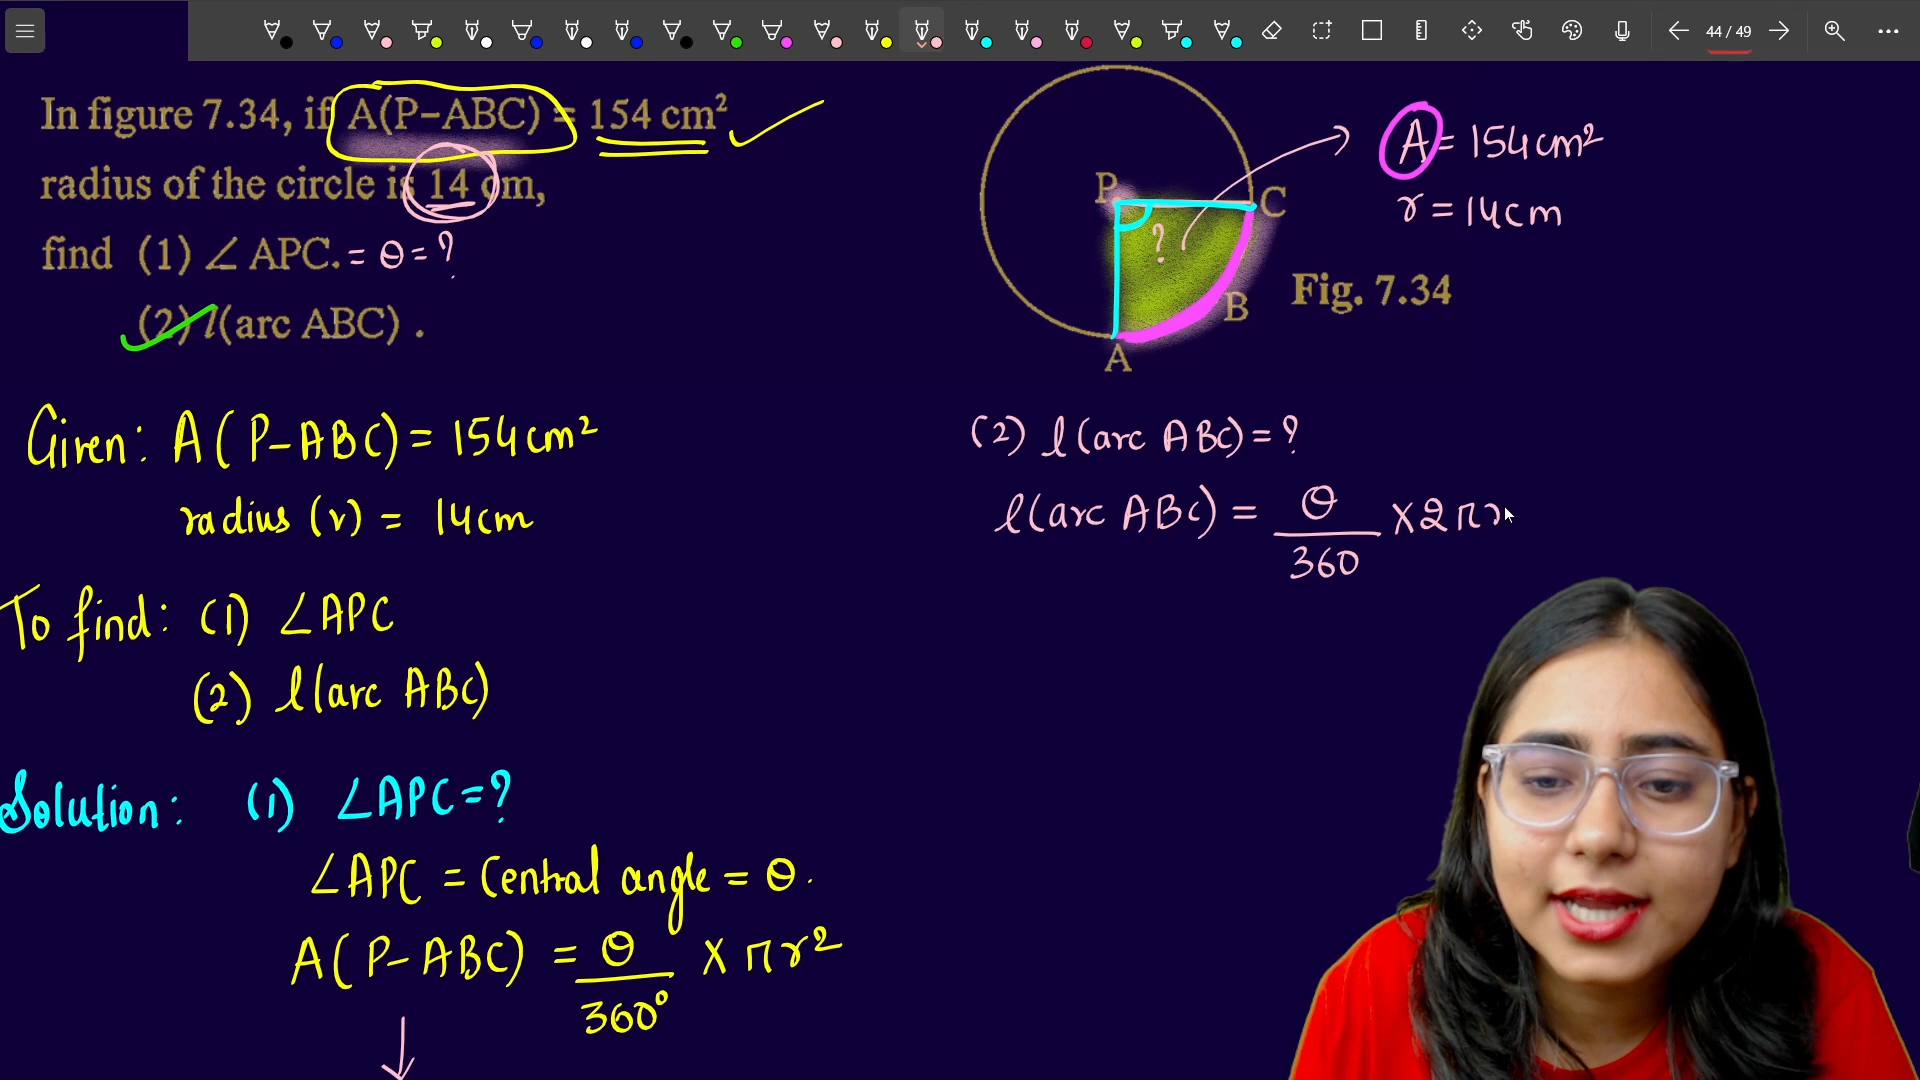 44 / 49
In figure 7.34, if A(P-ABC) = 154 cm²
radius of the circle is 14 cm,
find (1) ∠ APC. = θ = ?
(2) l(arc ABC) .
P
C
?
B
A
A = 154 cm²
r = 14 cm
Fig. 7.34
Given: A( P-ABC) = 154 cm²
radius (r) = 14 cm
To find: (1) ∠APC
(2) l(arc ABC)
Solution: (1) ∠APC = ?
∠APC = Central angle = θ.
A( P-ABC) = θ/360° × πr²
(2) l(arc ABC) = ?
l(arc ABC) = θ/360 × 2πr